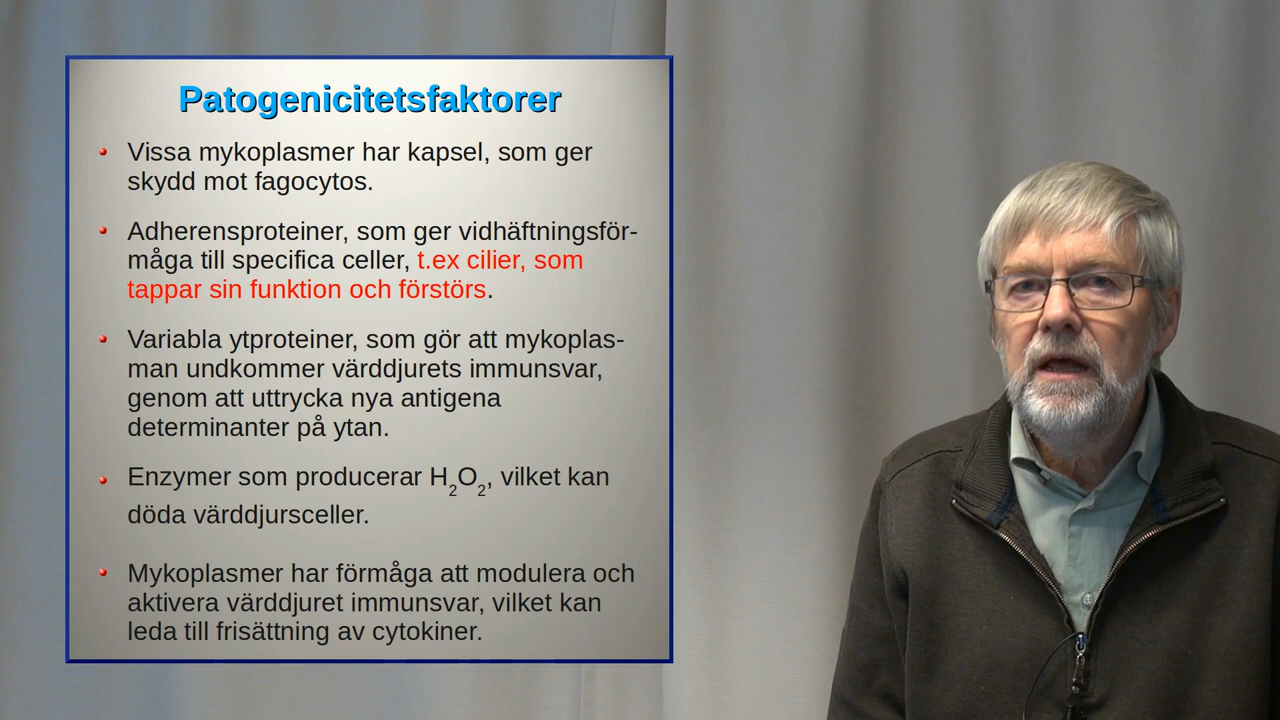 Patogenicitetsfaktorer
Vissa mykoplasmer har kapsel, som ger
skydd mot fagocytos.
Adherensproteiner, som ger vidhäftningsför-
måga till specifica celler, t.ex cilier, som
tappar sin funktion och förstörs.
Variabla ytproteiner, som gör att mykoplas-
man undkommer värddjurets immunsvar,
genom att uttrycka nya antigena
determinanter på ytan.
Enzymer som producerar H₂O₂, vilket kan
döda värddjursceller.
Mykoplasmer har förmåga att modulera och
aktivera värddjuret immunsvar, vilket kan
leda till frisättning av cytokiner.